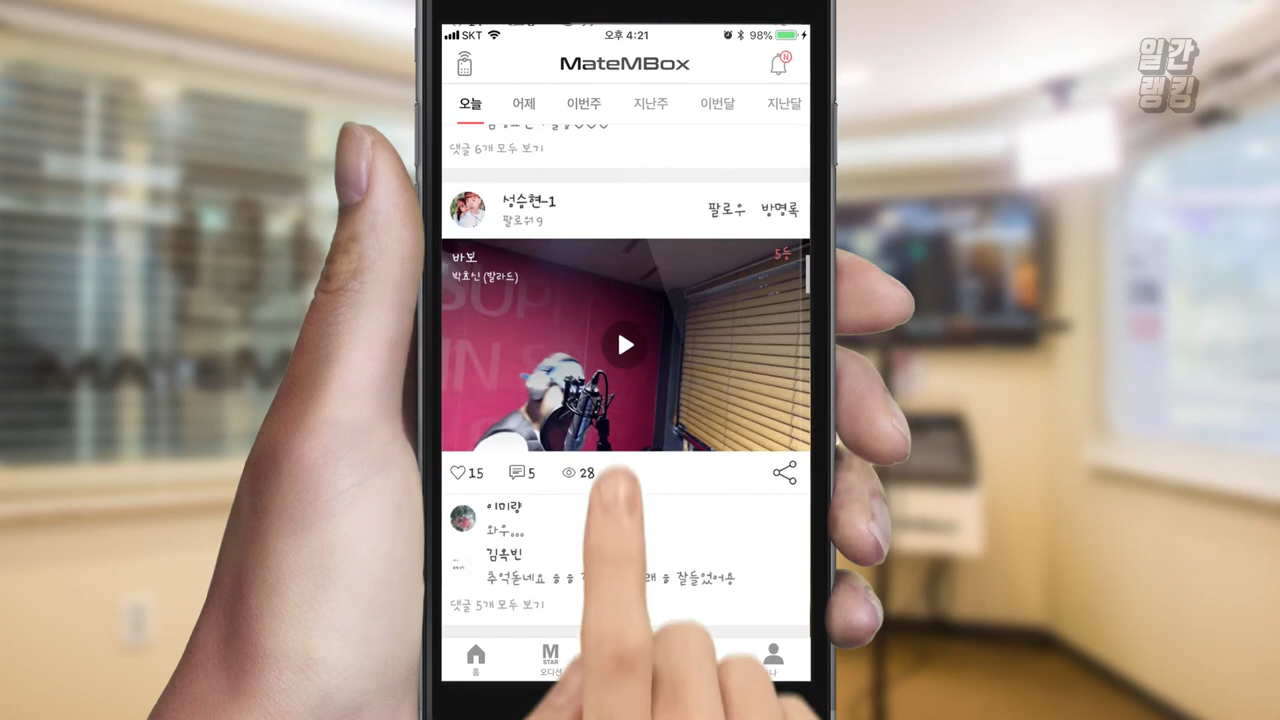 SKT 오후 4:21 98%
MateMBox
N
일간
랭킹
오늘 어제 이번주 지난주 이번달 지난달
댓글 6개 모두 보기
성승현-1
팔로워 9
팔로우 방명록
바보
박효신 (발라드)
5등
15 5 28
이미량
와우...
김옥빈
추억돋네요 잘들었어용
댓글 5개 모두 보기
홈
M
STAR
오디션
나